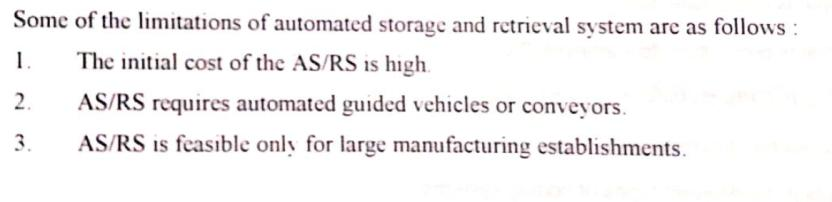 Some of the limitations of automated storage and retrieval system are as follows :
1. The initial cost of the AS/RS is high.
2. AS/RS requires automated guided vehicles or conveyors.
3. AS/RS is feasible only for large manufacturing establishments.